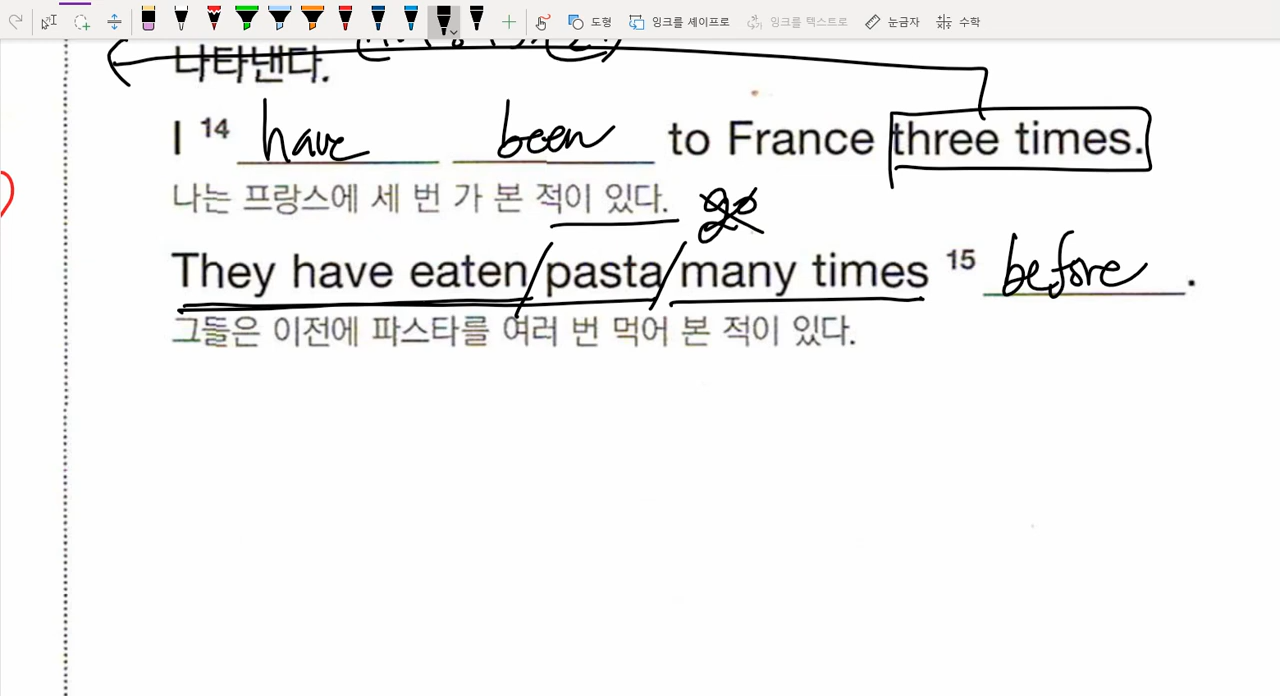 도형 잉크를 셰이프로 잉크를 텍스트로 눈금자 수학
나타낸다.
I 14 have been to France three times.
나는 프랑스에 세 번 가 본 적이 있다. go
They have eaten/pasta/many times 15 before.
그들은 이전에 파스타를 여러 번 먹어 본 적이 있다.